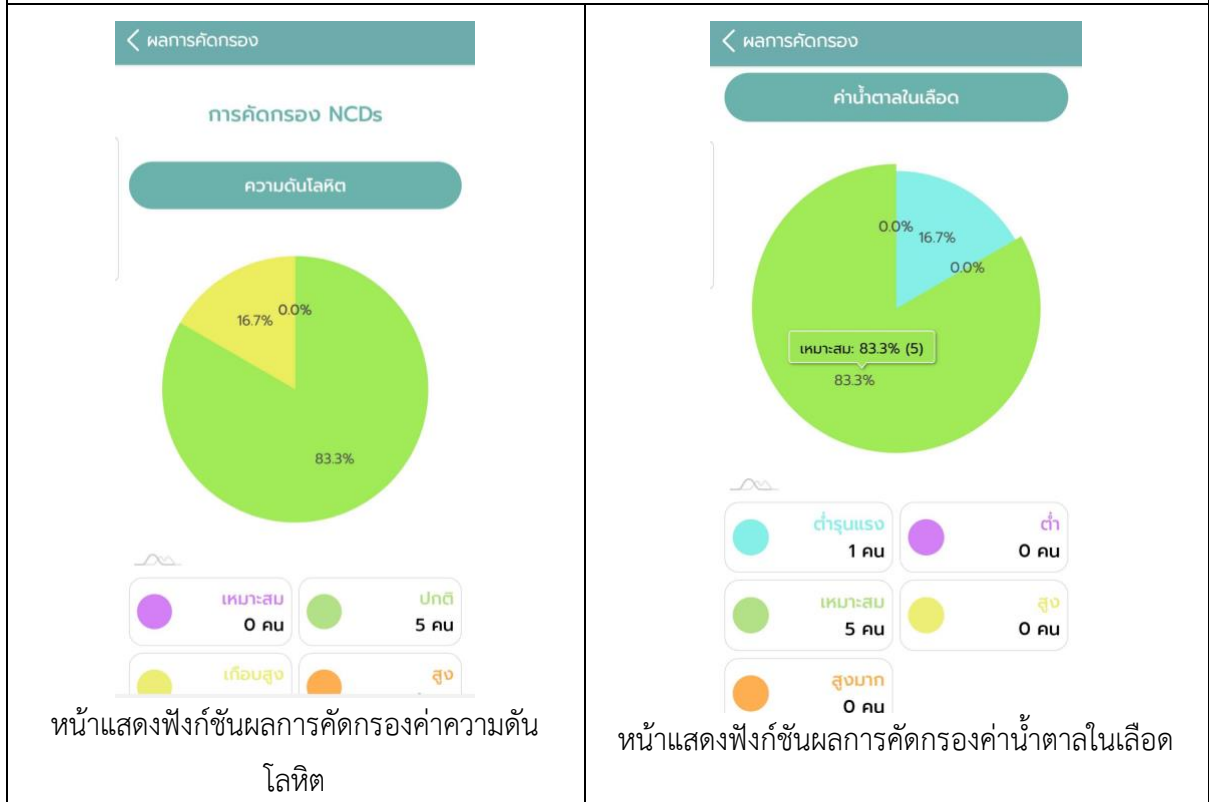 ผลการคัดกรอง
การคัดกรอง NCDs
ความดันโลหิต
16.7%
0.0%
83.3%
เหมาะสม
0 คน
ปกติ
5 คน
เกือบสูง
สูง
หน้าแสดงฟังก์ชันผลการคัดกรองค่าความดัน
โลหิต
ผลการคัดกรอง
ค่าน้ำตาลในเลือด
0.0%
16.7%
0.0%
เหมาะสม: 83.3% (5)
83.3%
ต่ำรุนแรง
1 คน
ต่ำ
0 คน
เหมาะสม
5 คน
สูง
0 คน
สูงมาก
0 คน
หน้าแสดงฟังก์ชันผลการคัดกรองค่าน้ำตาลในเลือด